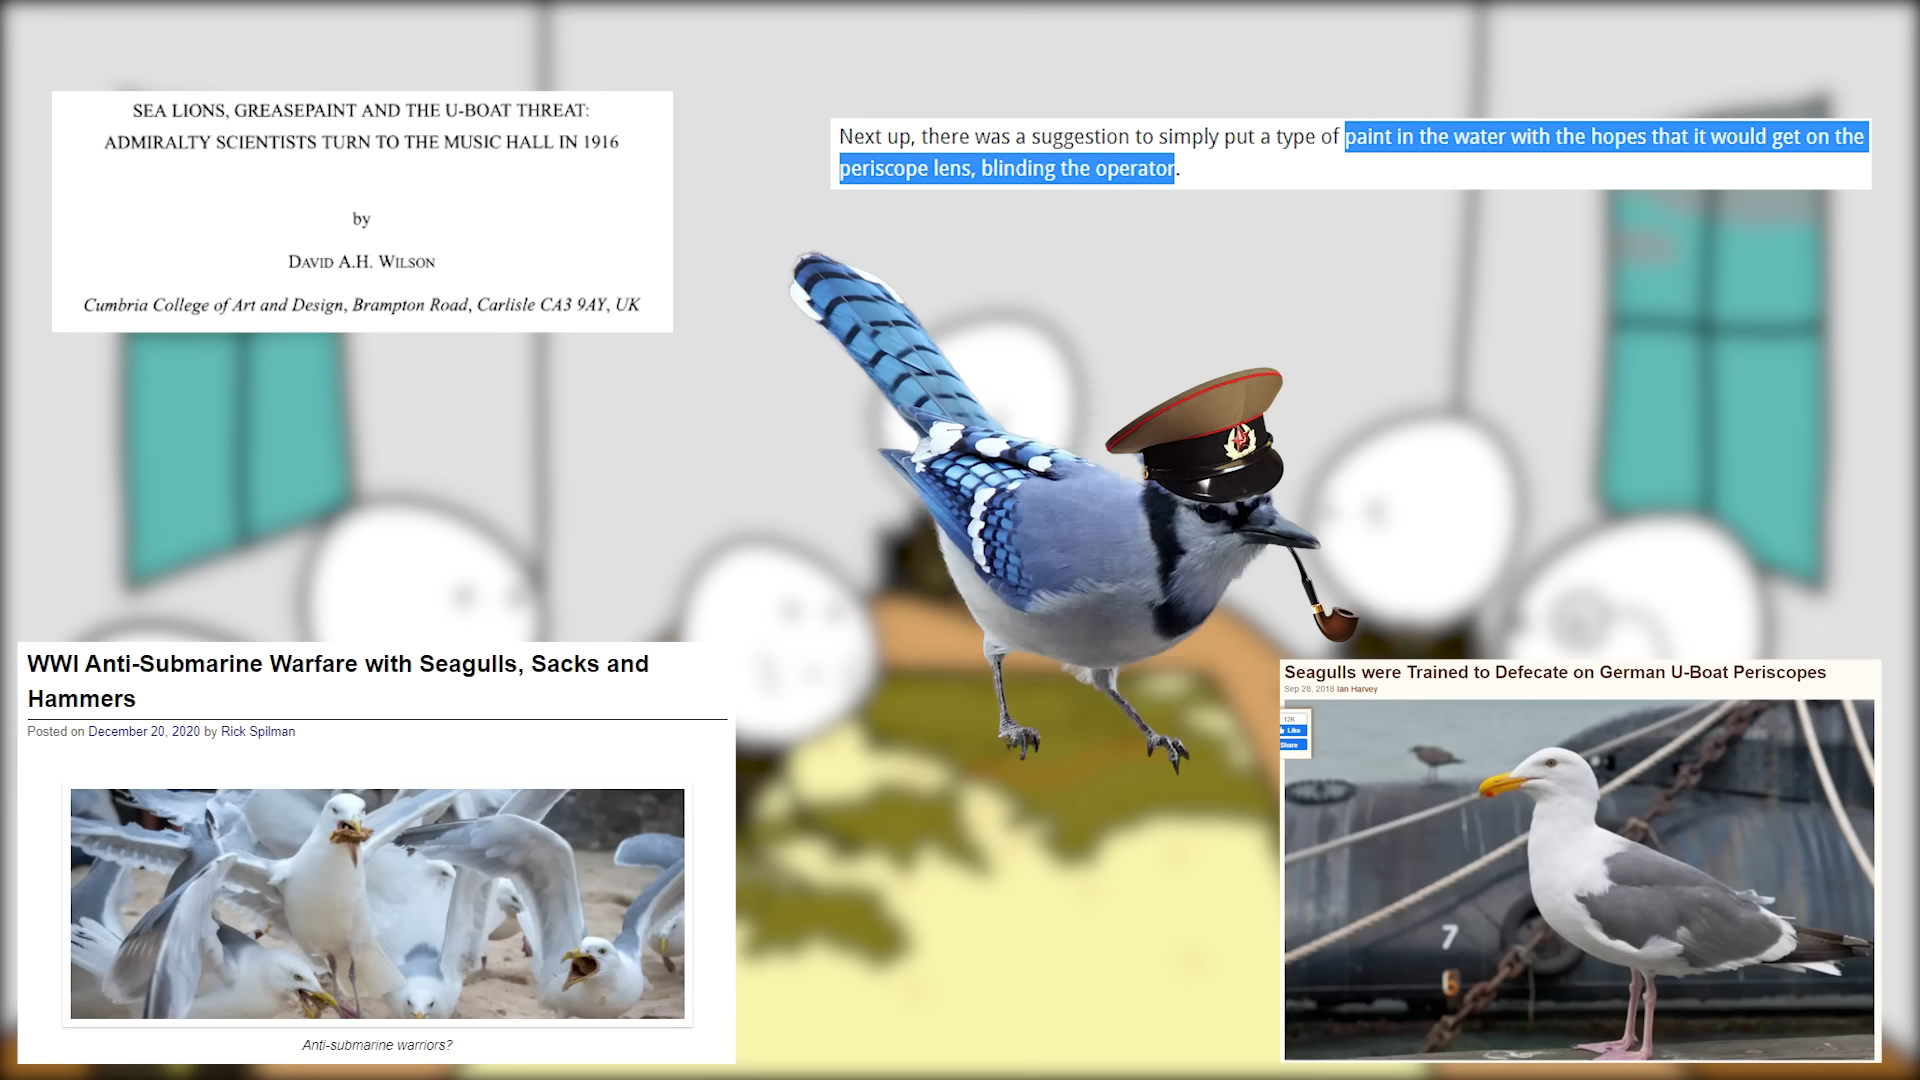 SEA LIONS, GREASEPAINT AND THE U-BOAT THREAT:
ADMIRALTY SCIENTISTS TURN TO THE MUSIC HALL IN 1916
by
DAVID A.H. WILSON
Cumbria College of Art and Design, Brampton Road, Carlisle CA3 9AY, UK
Next up, there was a suggestion to simply put a type of paint in the water with the hopes that it would get on the
periscope lens, blinding the operator.
WWI Anti-Submarine Warfare with Seagulls, Sacks and
Hammers
Posted on December 20, 2020 by Rick Spilman
Anti-submarine warriors?
Seagulls were Trained to Defecate on German U-Boat Periscopes
Sep 28, 2018 Ian Harvey
12K
Like
Share
7
6